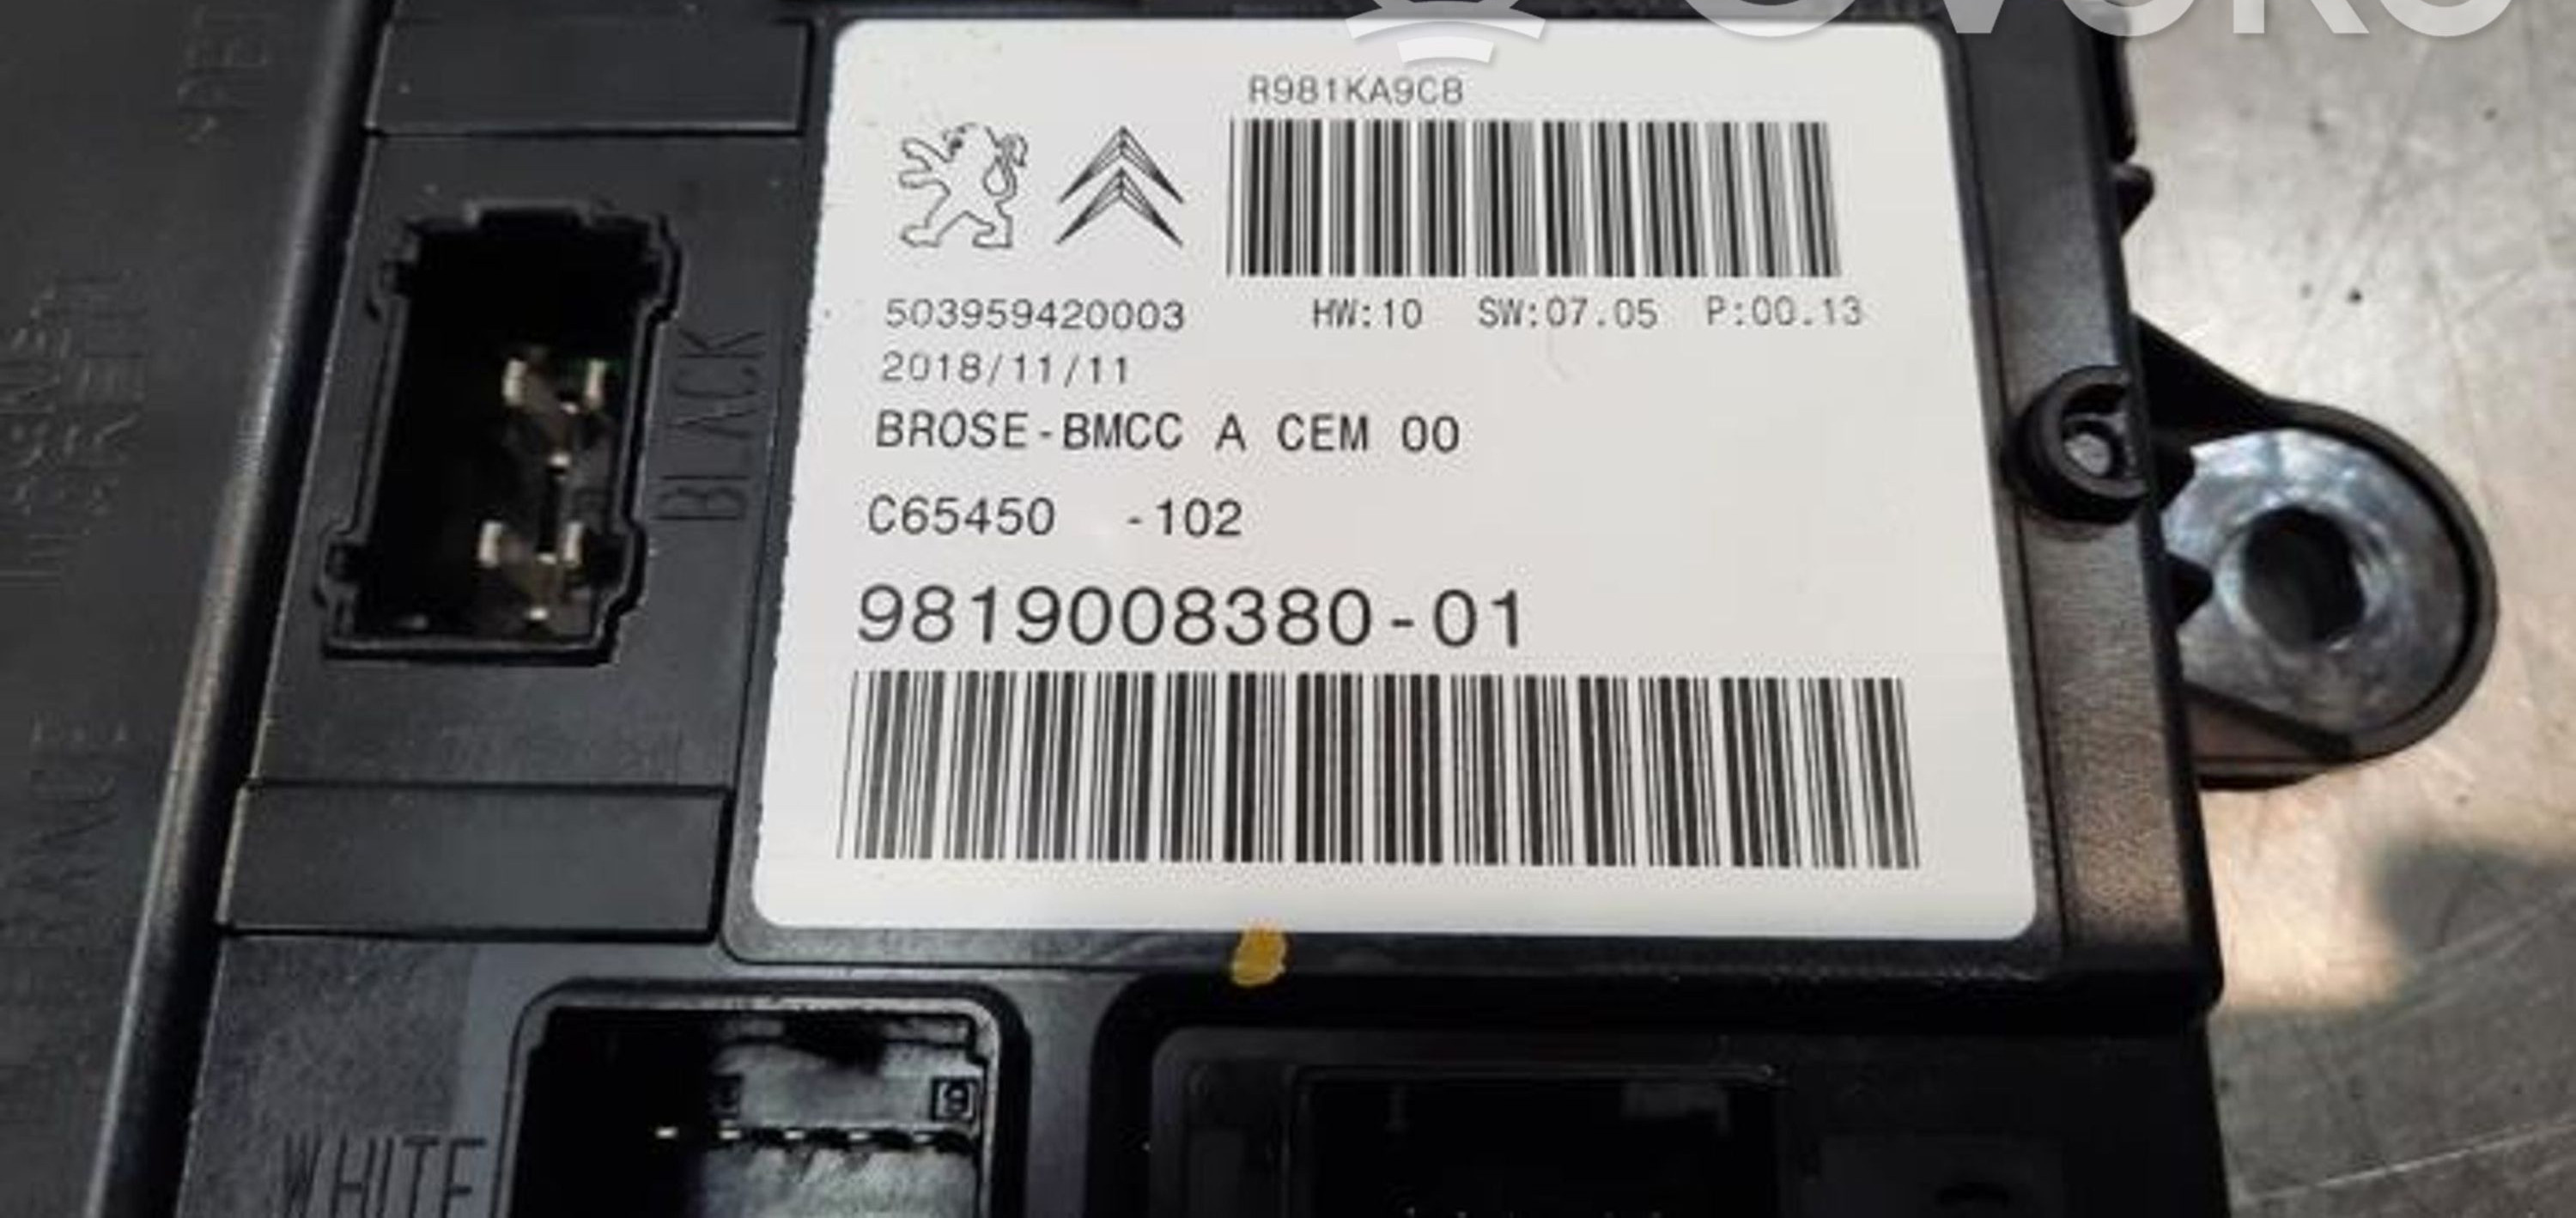 R981KA9CB
503959420003 HW:10 SW:07.05 P:00.13
2018/11/11
BROSE-BMCC A CEM 00
C65450 -102
9819008380-01
BLACK
9
WHITE